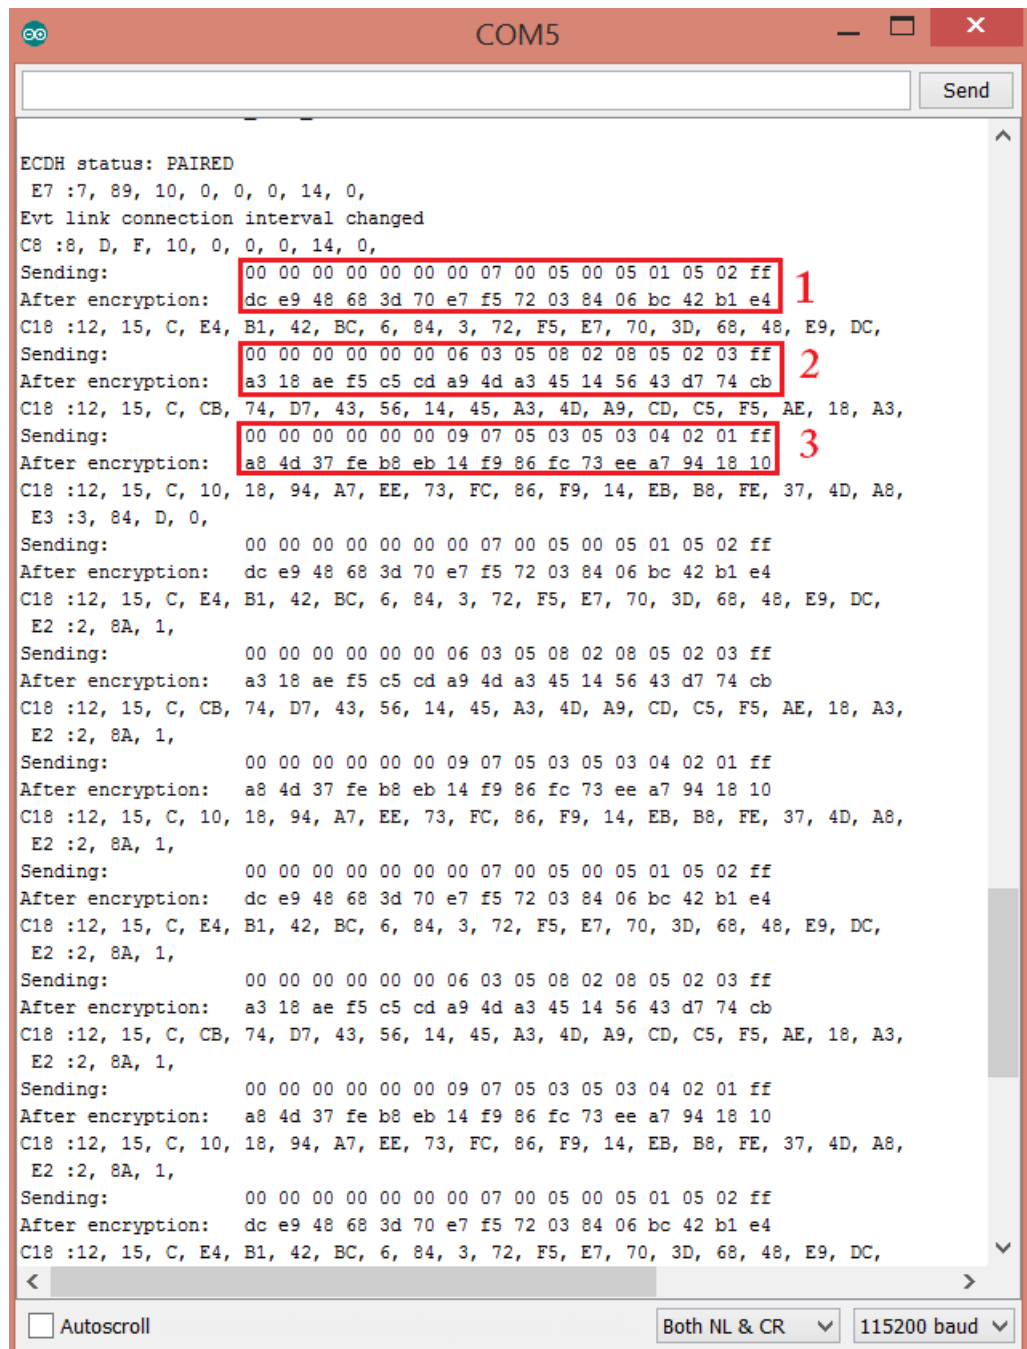 COM5
Send
ECDH status: PAIRED
E7 :7, 89, 10, 0, 0, 0, 14, 0,
Evt link connection interval changed
C8 :8, D, F, 10, 0, 0, 0, 14, 0,
Sending: 00 00 00 00 00 00 00 07 00 05 00 05 01 05 02 ff
1
After encryption: dc e9 48 68 3d 70 e7 f5 72 03 84 06 bc 42 b1 e4
C18 :12, 15, C, E4, B1, 42, BC, 6, 84, 3, 72, F5, E7, 70, 3D, 68, 48, E9, DC,
Sending: 00 00 00 00 00 00 06 03 05 08 02 08 05 02 03 ff
2
After encryption: a3 18 ae f5 c5 cd a9 4d a3 45 14 56 43 d7 74 cb
C18 :12, 15, C, CB, 74, D7, 43, 56, 14, 45, A3, 4D, A9, CD, C5, F5, AE, 18, A3,
Sending: 00 00 00 00 00 00 09 07 05 03 05 03 04 02 01 ff
3
After encryption: a8 4d 37 fe b8 eb 14 f9 86 fc 73 ee a7 94 18 10
C18 :12, 15, C, 10, 18, 94, A7, EE, 73, FC, 86, F9, 14, EB, B8, FE, 37, 4D, A8,
E3 :3, 84, D, 0,
Sending: 00 00 00 00 00 00 00 07 00 05 00 05 01 05 02 ff
After encryption: dc e9 48 68 3d 70 e7 f5 72 03 84 06 bc 42 b1 e4
C18 :12, 15, C, E4, B1, 42, BC, 6, 84, 3, 72, F5, E7, 70, 3D, 68, 48, E9, DC,
E2 :2, 8A, 1,
Sending: 00 00 00 00 00 00 06 03 05 08 02 08 05 02 03 ff
After encryption: a3 18 ae f5 c5 cd a9 4d a3 45 14 56 43 d7 74 cb
C18 :12, 15, C, CB, 74, D7, 43, 56, 14, 45, A3, 4D, A9, CD, C5, F5, AE, 18, A3,
E2 :2, 8A, 1,
Sending: 00 00 00 00 00 00 09 07 05 03 05 03 04 02 01 ff
After encryption: a8 4d 37 fe b8 eb 14 f9 86 fc 73 ee a7 94 18 10
C18 :12, 15, C, 10, 18, 94, A7, EE, 73, FC, 86, F9, 14, EB, B8, FE, 37, 4D, A8,
E2 :2, 8A, 1,
Sending: 00 00 00 00 00 00 00 07 00 05 00 05 01 05 02 ff
After encryption: dc e9 48 68 3d 70 e7 f5 72 03 84 06 bc 42 b1 e4
C18 :12, 15, C, E4, B1, 42, BC, 6, 84, 3, 72, F5, E7, 70, 3D, 68, 48, E9, DC,
E2 :2, 8A, 1,
Sending: 00 00 00 00 00 00 06 03 05 08 02 08 05 02 03 ff
After encryption: a3 18 ae f5 c5 cd a9 4d a3 45 14 56 43 d7 74 cb
C18 :12, 15, C, CB, 74, D7, 43, 56, 14, 45, A3, 4D, A9, CD, C5, F5, AE, 18, A3,
E2 :2, 8A, 1,
Sending: 00 00 00 00 00 00 09 07 05 03 05 03 04 02 01 ff
After encryption: a8 4d 37 fe b8 eb 14 f9 86 fc 73 ee a7 94 18 10
C18 :12, 15, C, 10, 18, 94, A7, EE, 73, FC, 86, F9, 14, EB, B8, FE, 37, 4D, A8,
E2 :2, 8A, 1,
Sending: 00 00 00 00 00 00 00 07 00 05 00 05 01 05 02 ff
After encryption: dc e9 48 68 3d 70 e7 f5 72 03 84 06 bc 42 b1 e4
C18 :12, 15, C, E4, B1, 42, BC, 6, 84, 3, 72, F5, E7, 70, 3D, 68, 48, E9, DC,
Autoscroll
Both NL & CR
115200 baud